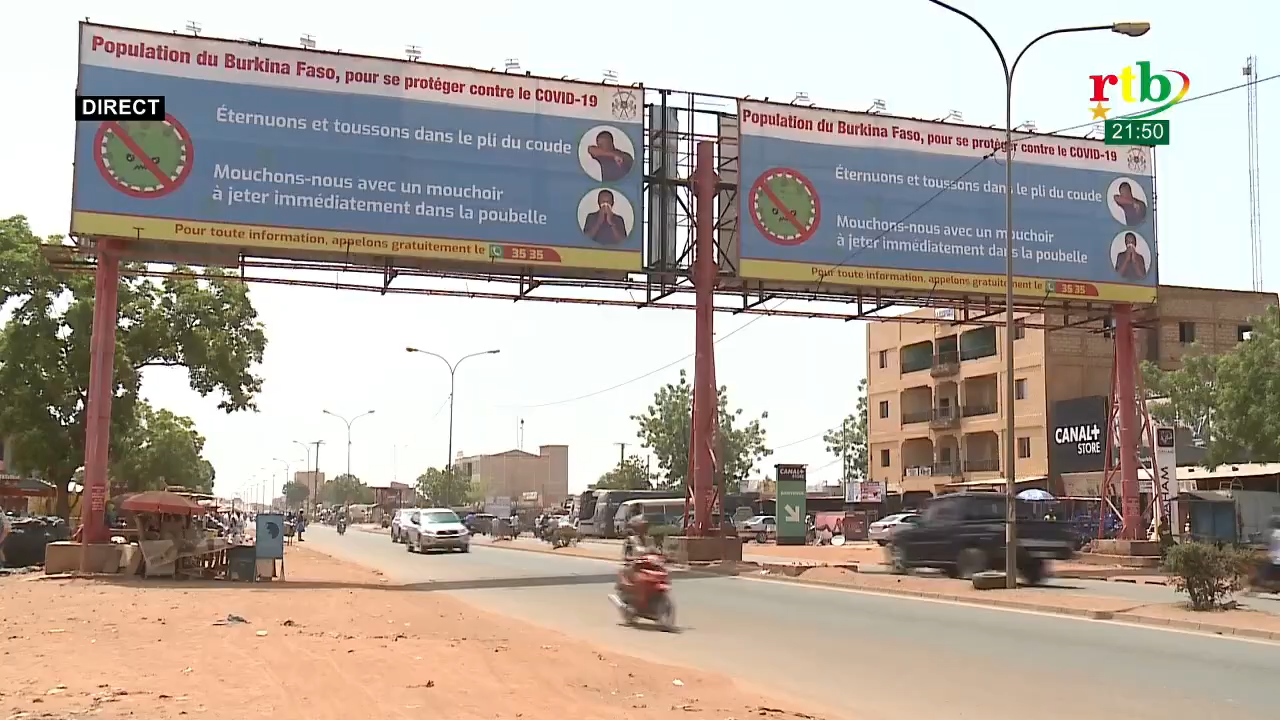 Population du Burkina Faso, pour se protéger contre le COVID-19
DIRECT
Éternuons et toussons dans le pli du coude
Mouchons-nous avec un mouchoir
à jeter immédiatement dans la poubelle
Pour toute information, appelons gratuitement le 35 35
Population du Burkina Faso, pour se protéger contre le COVID-19
Éternuons et toussons dans le pli du coude
Mouchons-nous avec un mouchoir
à jeter immédiatement dans la poubelle
Pour toute information, appelons gratuitement le 35 35
rtb
21:50
CANAL+
STORE
CANAL+
STORE